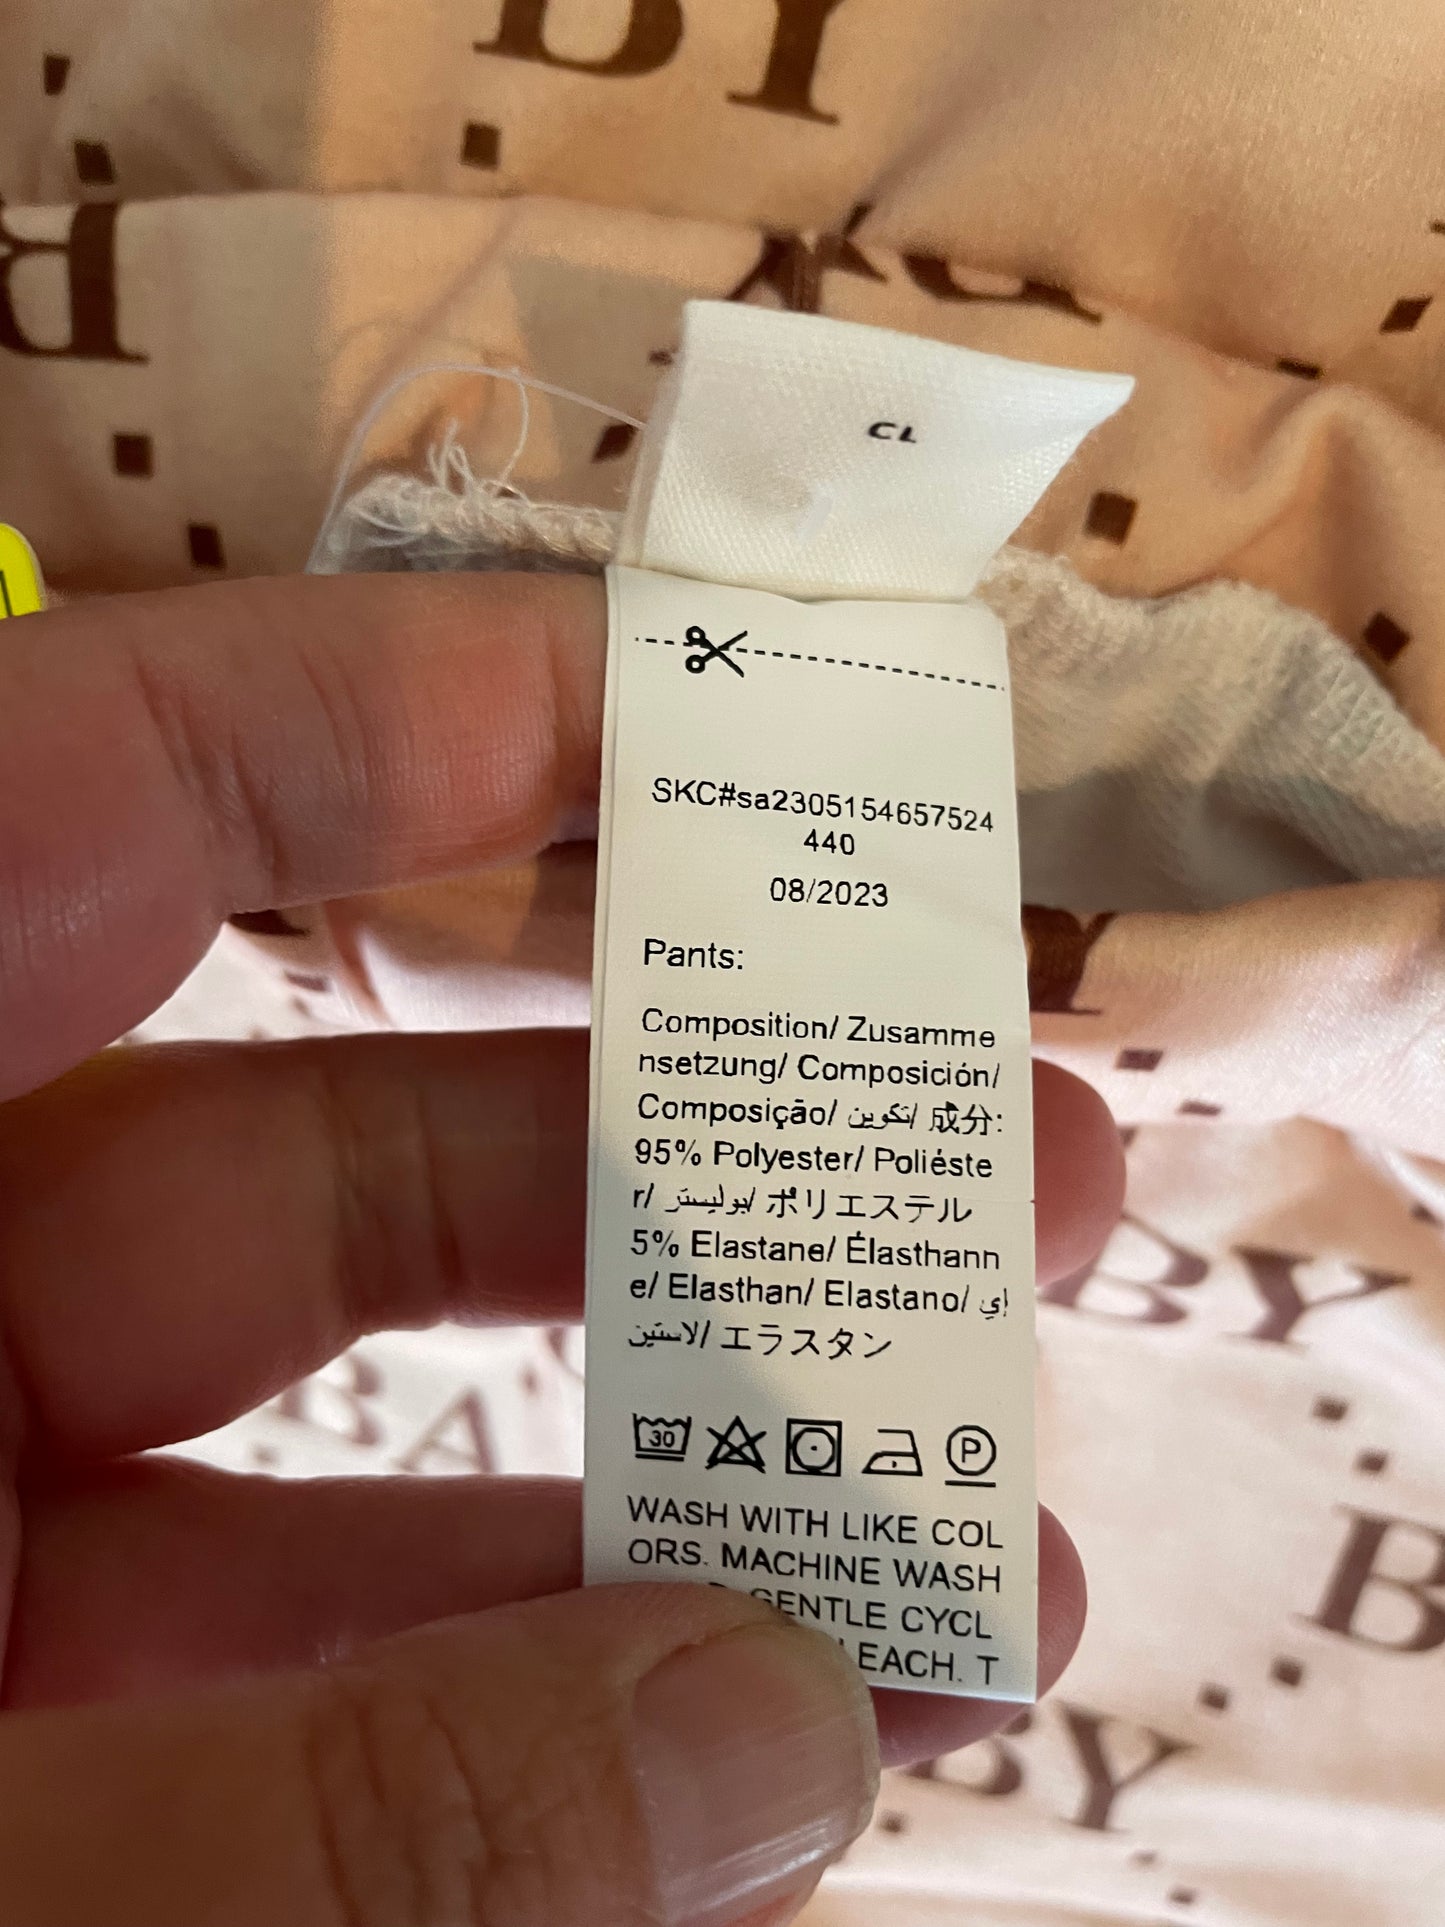 BY
B
CL
SKC#sa2305154657524
440
08/2023
Pants:
Composition/ Zusamme
nsetzung/ Composición/
Composição/ تكوين/ 成分:
95% Polyester/ Poliéste
r/ بوليستر/ ポリエステル
5% Elastane/ Élasthann
e/ Elasthan/ Elastano/ إي
لاستين/ エラスタン
30
P
WASH WITH LIKE COL
ORS. MACHINE WASH
GENTLE CYCL
LEACH. T
BY
BA
B
BY